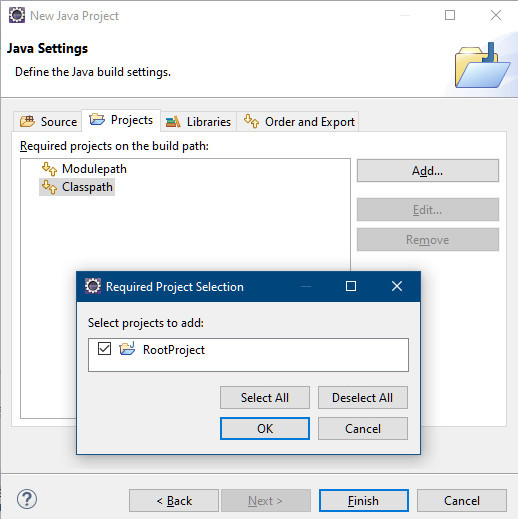 New Java Project
Java Settings
Define the Java build settings.
Source Projects Libraries Order and Export
Required projects on the build path:
Modulepath
Classpath
Add...
Edit...
Remove
Required Project Selection
Select projects to add:
RootProject
Select All Deselect All
OK Cancel
? < Back Next > Finish Cancel